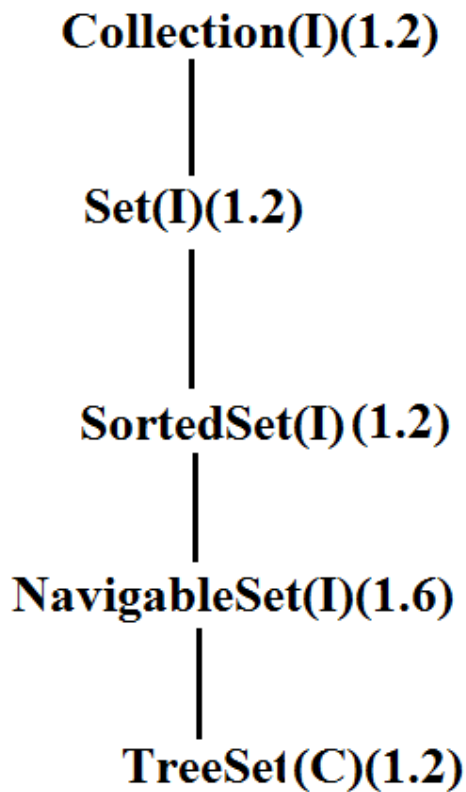 Collection(I)(1.2)
Set(I)(1.2)
SortedSet(I)(1.2)
NavigableSet(I)(1.6)
TreeSet(C)(1.2)